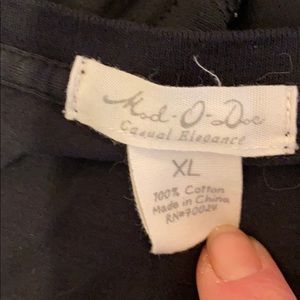 Mod-O-Doc
Casual Elegance
XL
100% Cotton
Made in China
RN#70024